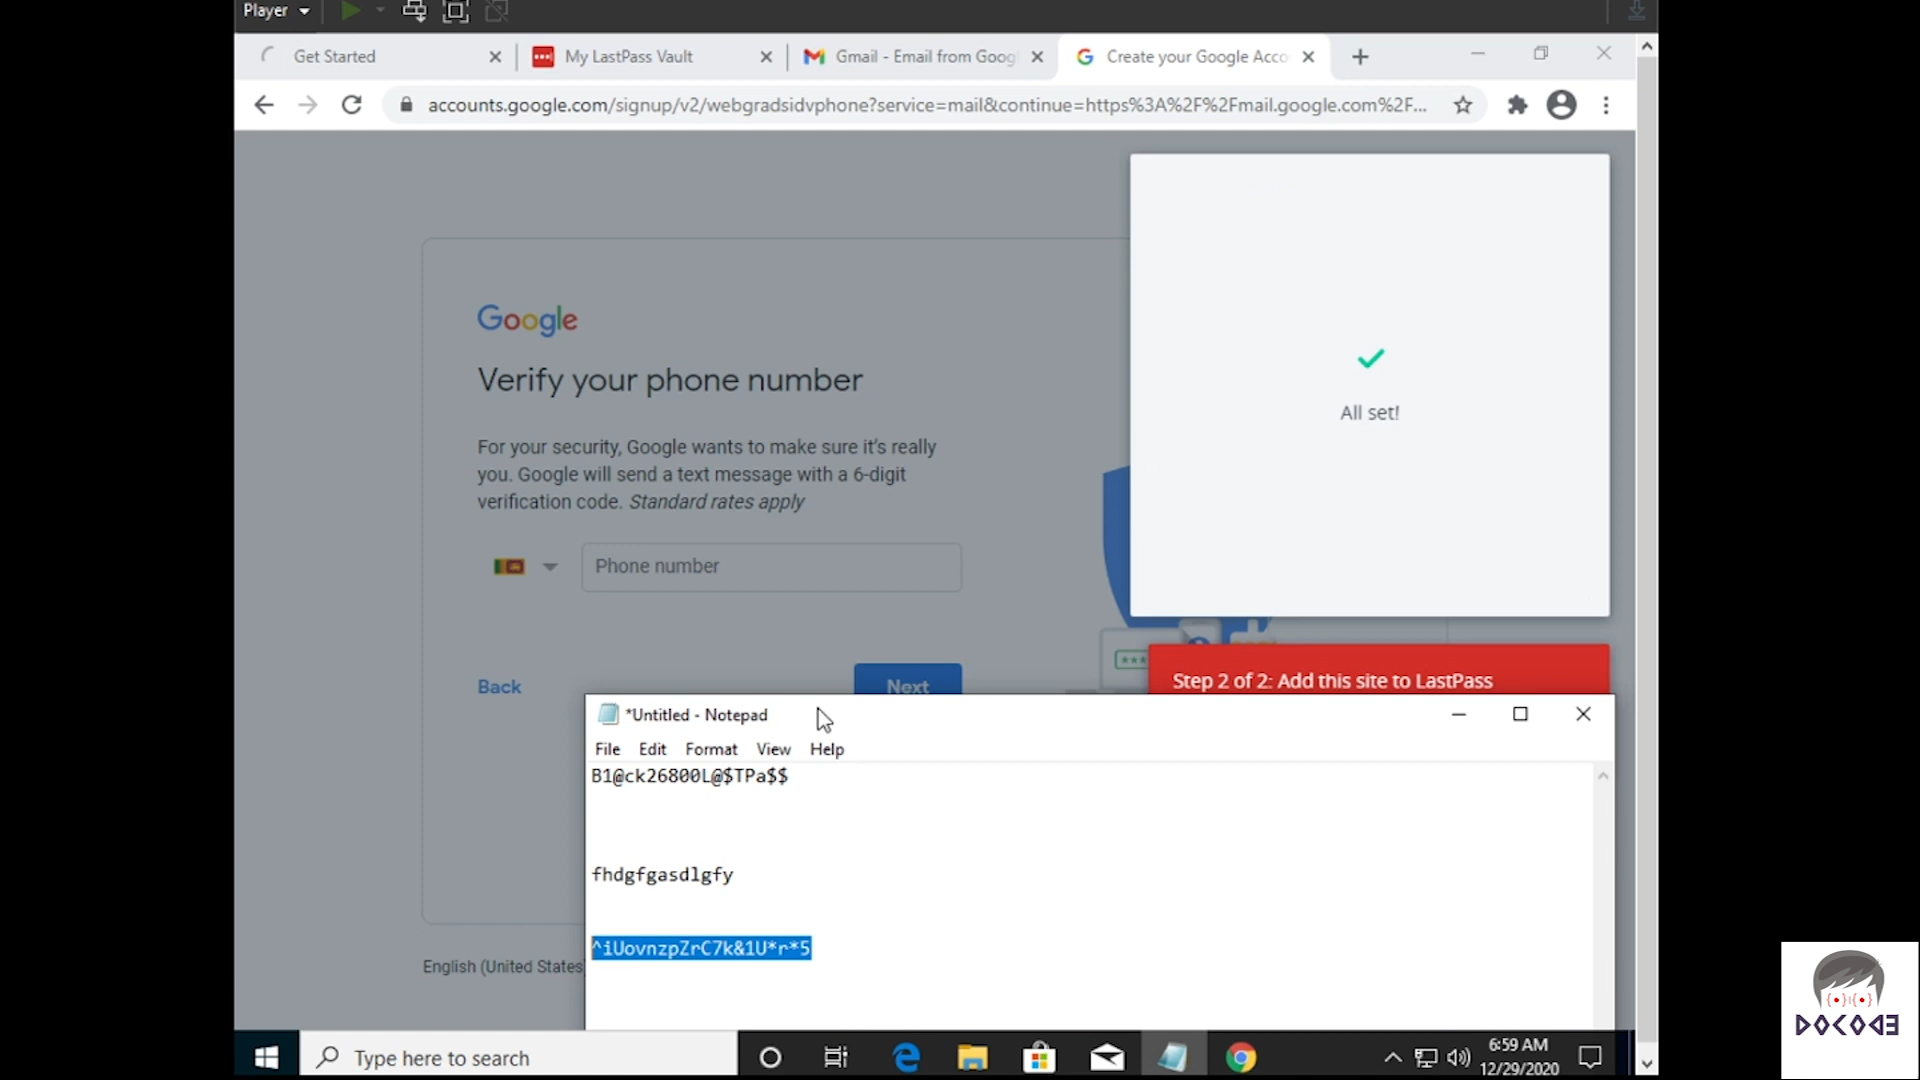 Player
Get Started
My LastPass Vault
Gmail - Email from Goog
Create your Google Acco
accounts.google.com/signup/v2/webgradsidvphone?service=mail&continue=https%3A%2F%2Fmail.google.com%2F...
Google
Verify your phone number
For your security, Google wants to make sure it's really
you. Google will send a text message with a 6-digit
verification code. Standard rates apply
Phone number
Back
Next
English (United States
All set!
***
Step 2 of 2: Add this site to LastPass
*Untitled - Notepad
File Edit Format View Help
B1@ck26800L@$TPa$$
fhdgfgasdlgfy
^iUovnzpZrC7k&1U*r*5
Type here to search
6:59 AM
12/29/2020
DOCODE